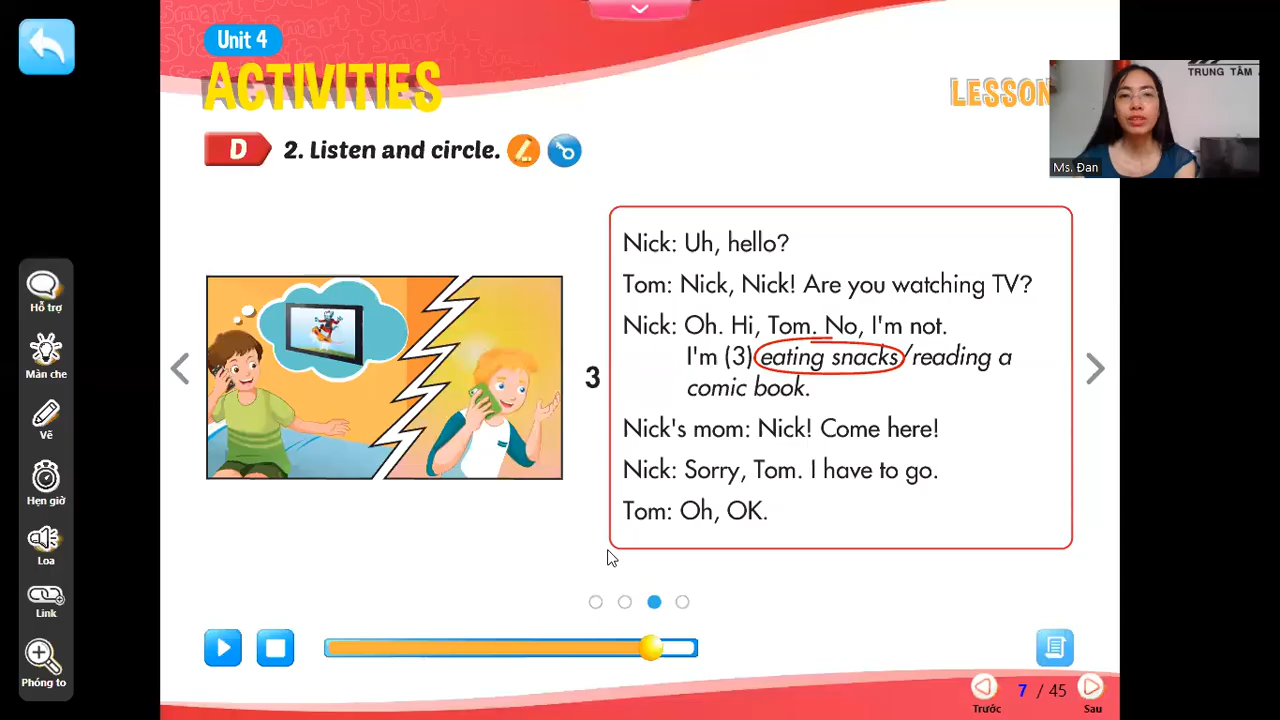 Unit 4
ACTIVITIES
LESSON
TRUNG TÂM
Ms. Đan
D 2. Listen and circle.
Nick: Uh, hello?
Tom: Nick, Nick! Are you watching TV?
Nick: Oh. Hi, Tom. No, I'm not.
I'm (3) eating snacks/reading a
comic book.
Nick's mom: Nick! Come here!
Nick: Sorry, Tom. I have to go.
Tom: Oh, OK.
3
Hỗ trợ
Màn che
Vẽ
Hẹn giờ
Loa
Link
Phóng to
7 / 45
Trước
Sau